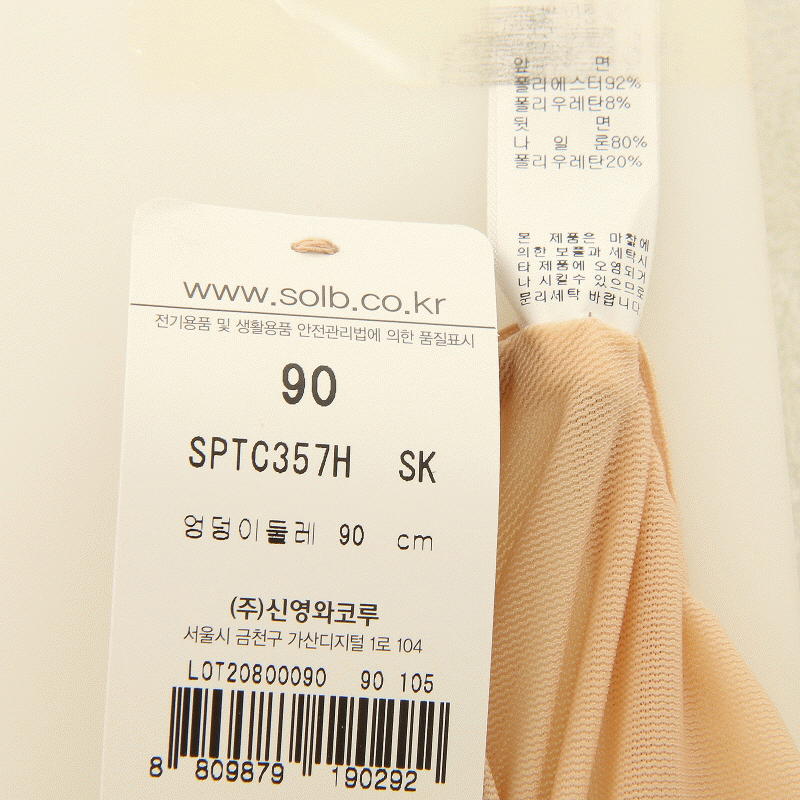 앞 면
폴리에스터92%
폴리우레탄8%
뒷 면
나 일 론80%
폴리우레탄20%
본 제품은 마찰에
의한 보풀과 세탁시
타 제품에 오염되거
나 시킬수 있으므로
분리세탁 바랍니다
www.solb.co.kr
전기용품 및 생활용품 안전관리법에 의한 품질표시
90
SPTC357H SK
엉덩이둘레 90 cm
(주)신영와코루
서울시 금천구 가산디지털 1로 104
LOT20800090 90 105
8 809879 190292